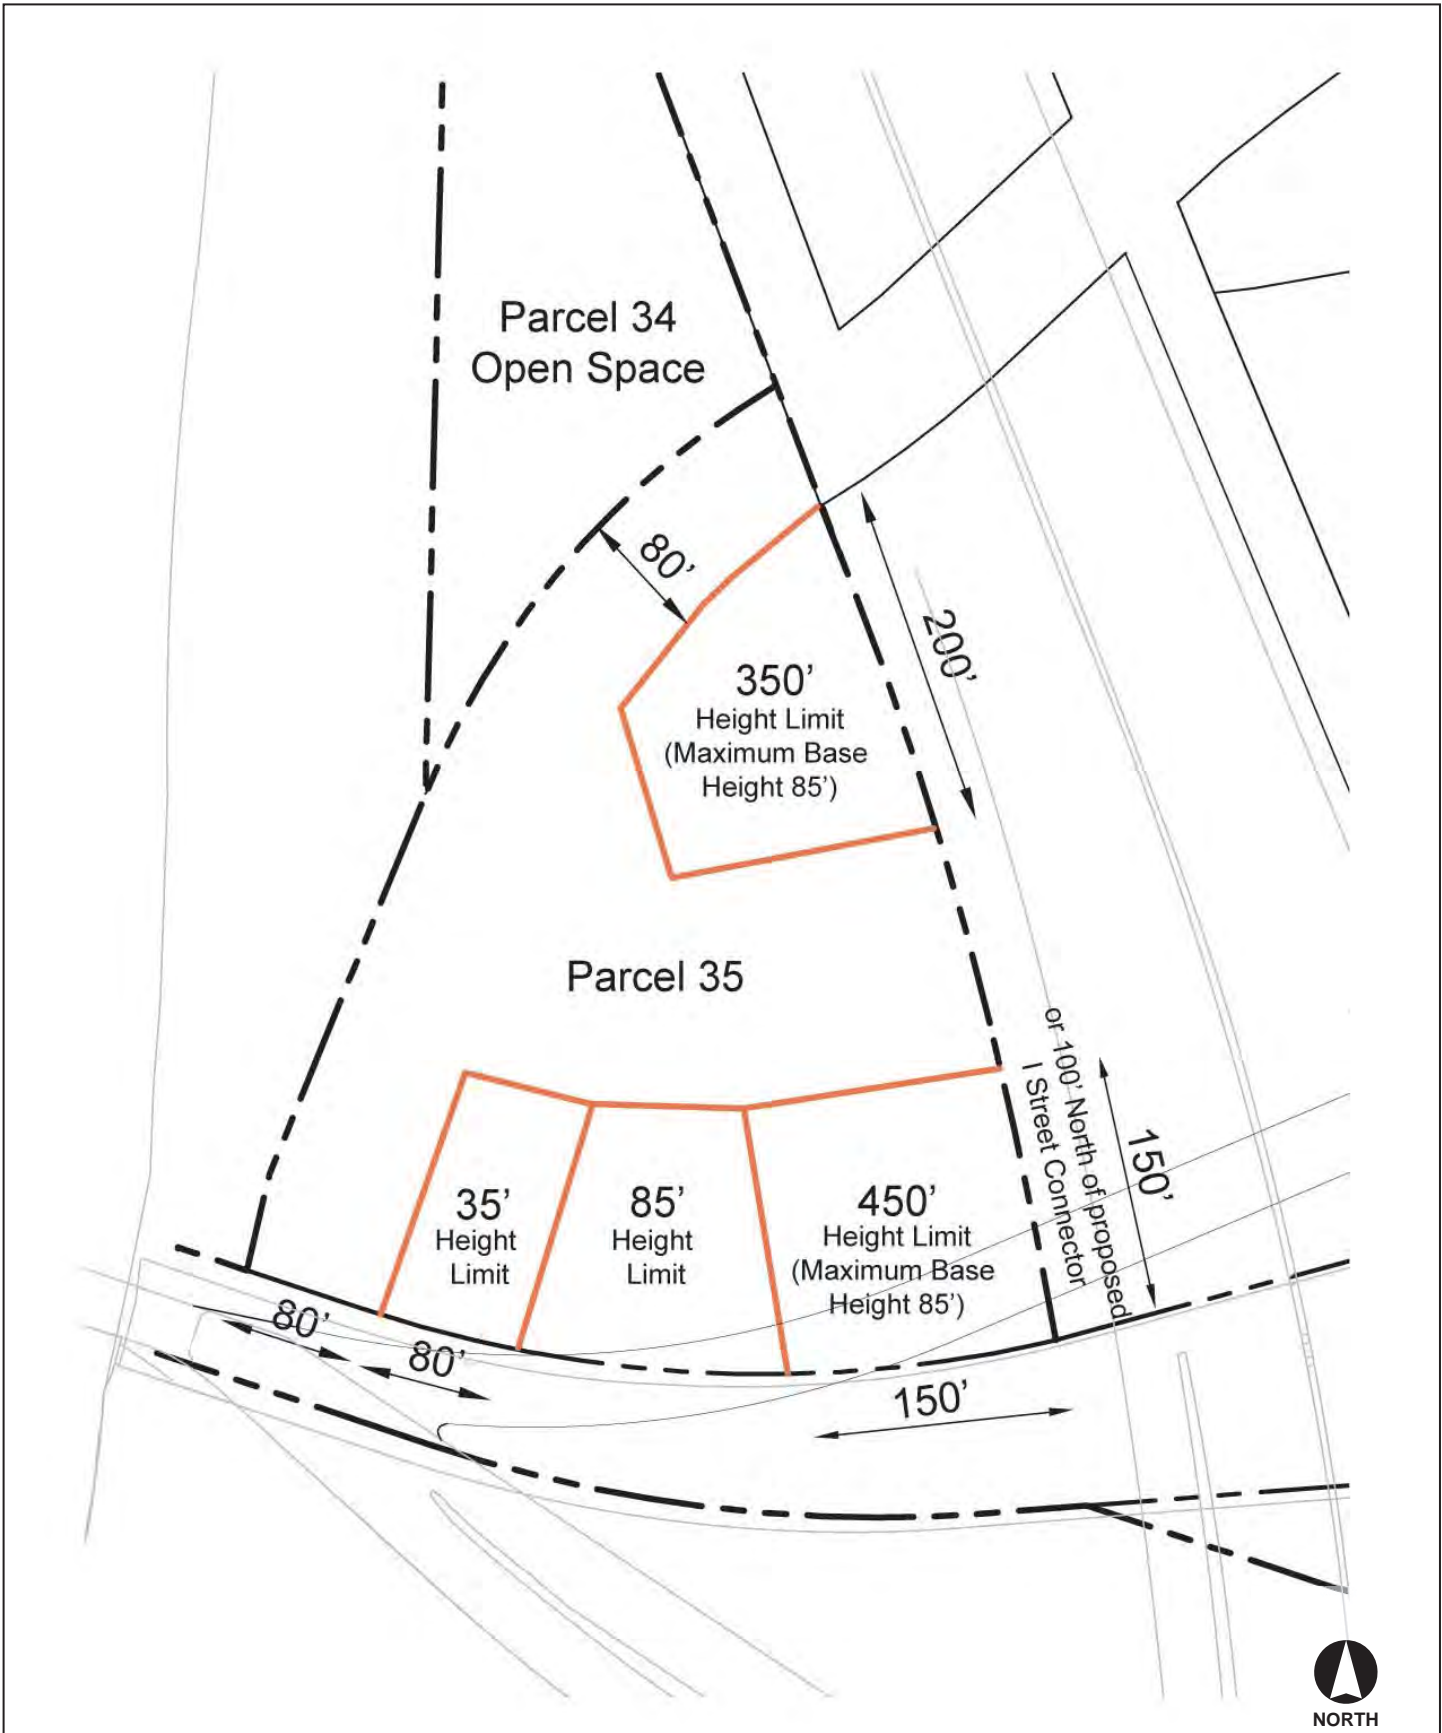 Parcel 34
Open Space
80’
200’
350’
Height Limit
(Maximum Base
Height 85’)
Parcel 35
or 100’ North of proposed
I Street Connector
150’
35’
Height
Limit
85’
Height
Limit
450’
Height Limit
(Maximum Base
Height 85’)
80’
80’
150’
NORTH